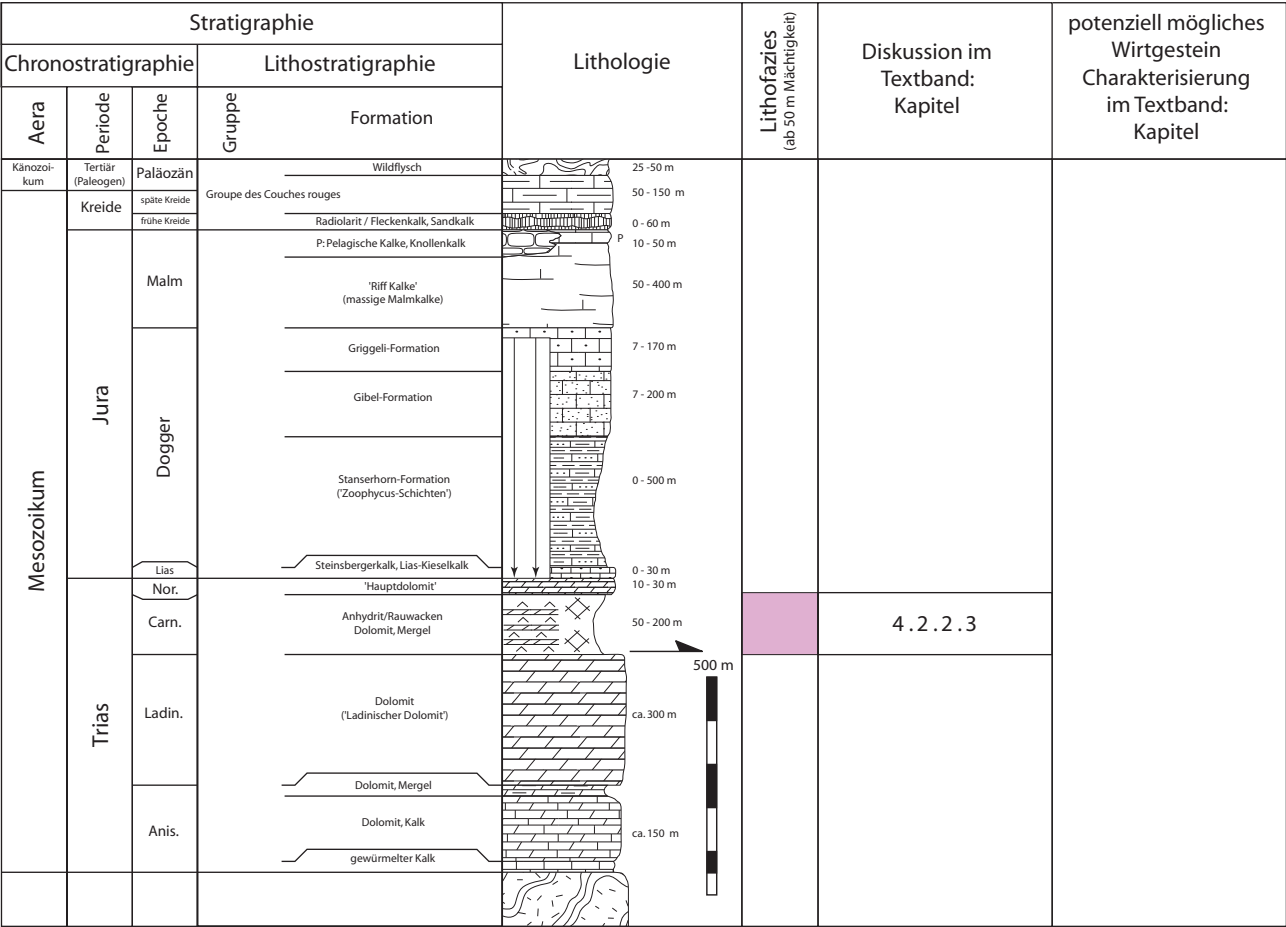 Stratigraphie
Chronostratigraphie
Lithostratigraphie
Aera
Periode
Epoche
Gruppe
Formation
Lithologie
Lithofazies
(ab 50 m Mächtigkeit)
Diskussion im
Textband:
Kapitel
potenziell mögliches
Wirtgestein
Charakterisierung
im Textband:
Kapitel
Känozoi-
kum
Tertiär
(Paleogen)
Paläozän
Wildflysch
25 -50 m
Kreide
späte Kreide
Groupe des Couches rouges
50 - 150 m
frühe Kreide
Radiolarit / Fleckenkalk, Sandkalk
0 - 60 m
Mesozoikum
Jura
Malm
P: Pelagische Kalke, Knollenkalk
P
10 - 50 m
'Riff Kalke'
(massige Malmkalke)
50 - 400 m
Dogger
Griggeli-Formation
7 - 170 m
Gibel-Formation
7 - 200 m
Stanserhorn-Formation
('Zoophycus-Schichten')
0 - 500 m
Lias
Steinsbergerkalk, Lias-Kieselkalk
0 - 30 m
Trias
Nor.
'Hauptdolomit'
10 - 30 m
Carn.
Anhydrit/Rauwacken
Dolomit, Mergel
50 - 200 m
4.2.2.3
500 m
Ladin.
Dolomit
('Ladinischer Dolomit')
ca. 300 m
Dolomit, Mergel
Anis.
Dolomit, Kalk
ca. 150 m
gewürmelter Kalk